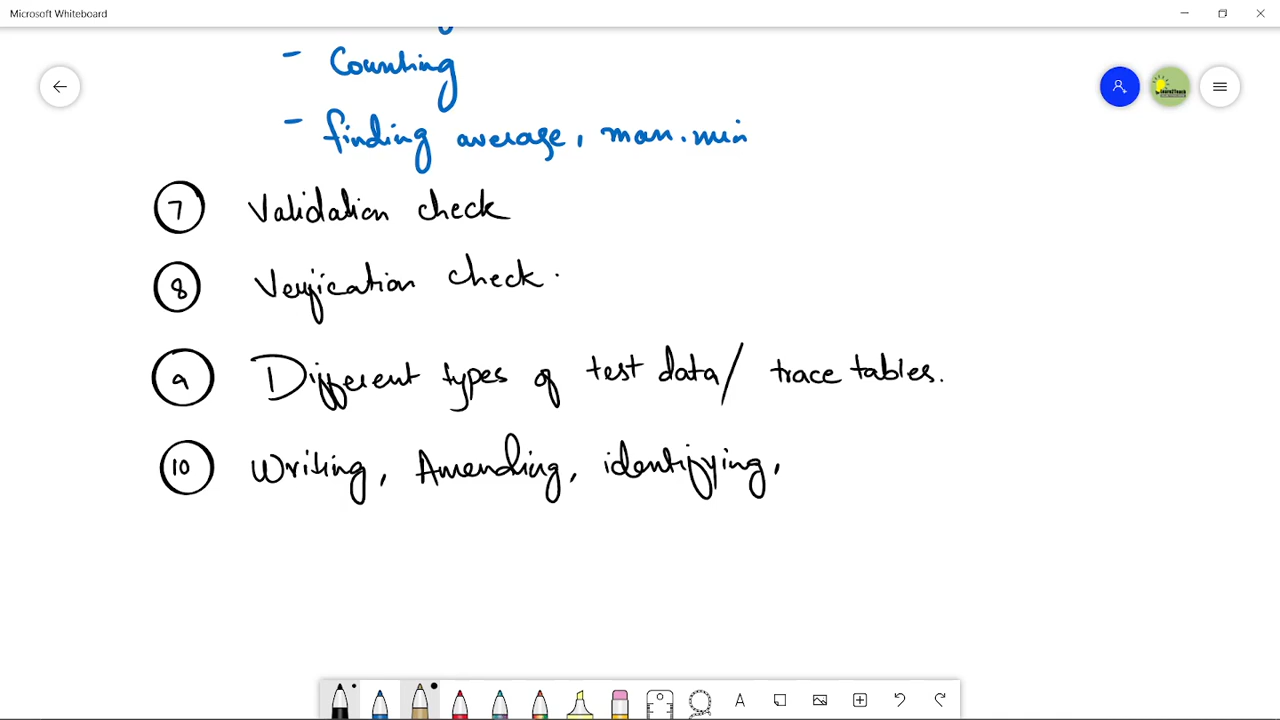 Microsoft Whiteboard
- Counting
- finding average, man.min
7 Validation check
8 Verification check.
9 Different types of test data/ trace tables.
10 Writing, Amending, identifying,
A